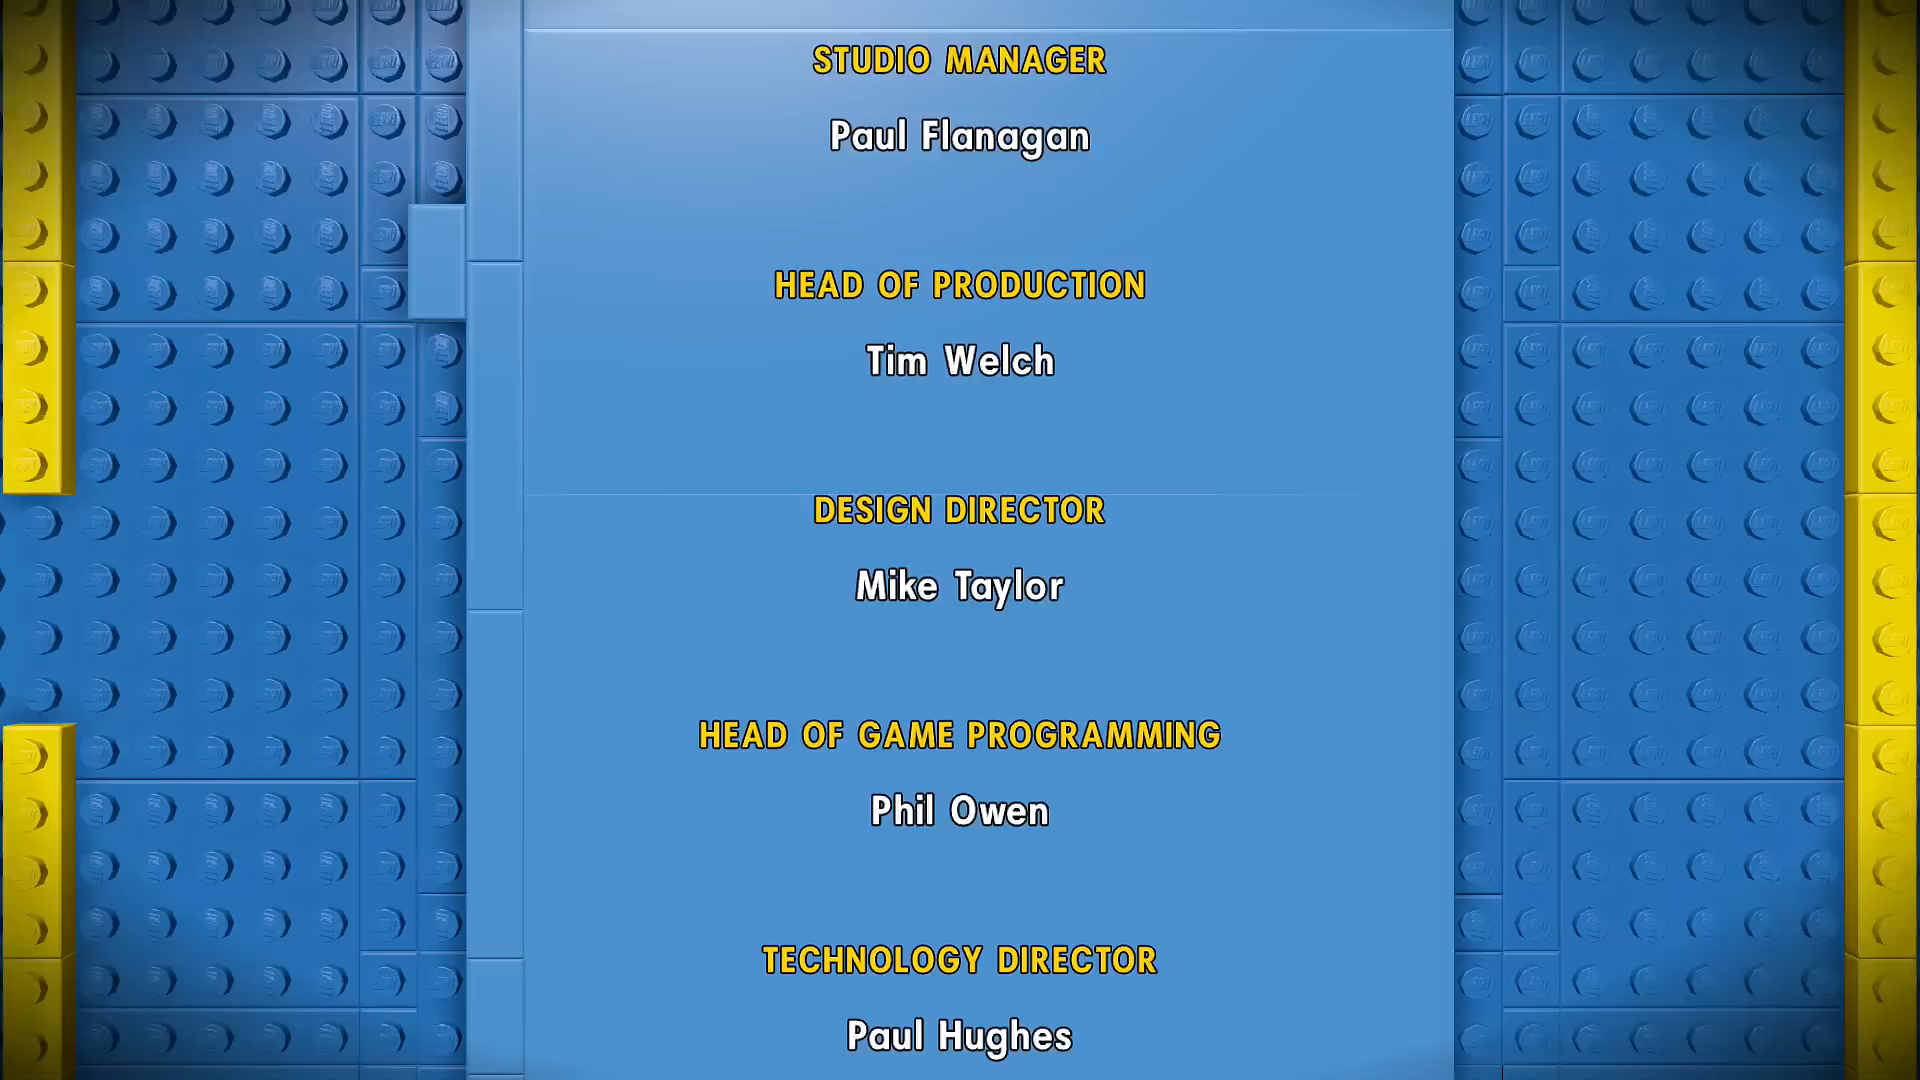 STUDIO MANAGER
Paul Flanagan
HEAD OF PRODUCTION
Tim Welch
DESIGN DIRECTOR
Mike Taylor
HEAD OF GAME PROGRAMMING
Phil Owen
TECHNOLOGY DIRECTOR
Paul Hughes